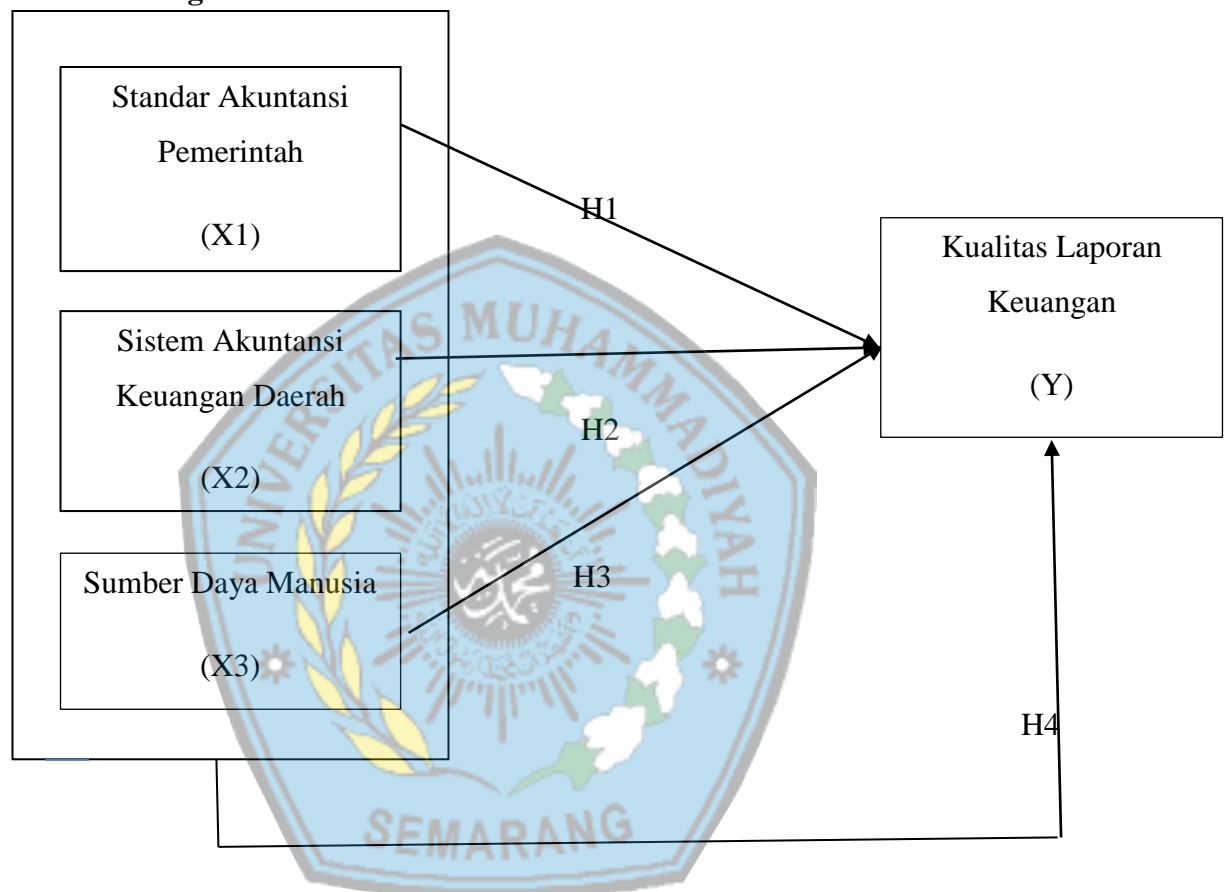 Standar Akuntansi
Pemerintah
(X1)
H1
Kualitas Laporan
Keuangan
(Y)
Sistem Akuntansi
Keuangan Daerah
(X2)
H2
Sumber Daya Manusia
(X3)
H3
H4
UNIVERSITAS MUHAMMADIYAH
SEMARANG